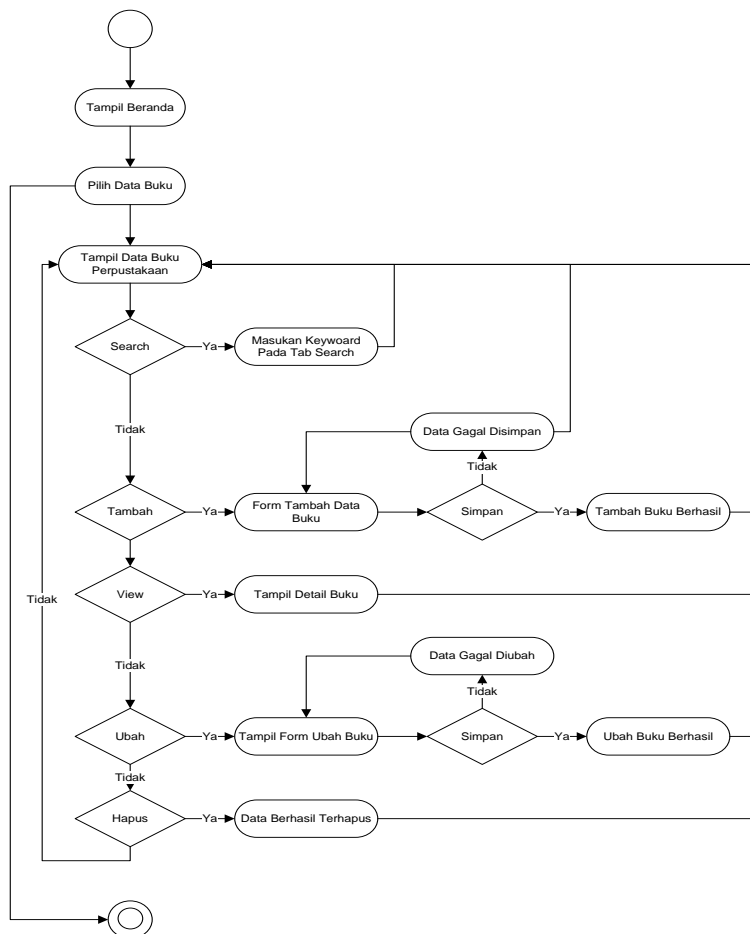 Tampil Beranda
Pilih Data Buku
Tampil Data Buku
Perpustakaan
Search
Ya
Masukan Keywoard
Pada Tab Search
Tidak
Data Gagal Disimpan
Tidak
Tambah
Ya
Form Tambah Data
Buku
Simpan
Ya
Tambah Buku Berhasil
View
Ya
Tampil Detail Buku
Tidak
Tidak
Data Gagal Diubah
Tidak
Ubah
Ya
Tampil Form Ubah Buku
Simpan
Ya
Ubah Buku Berhasil
Tidak
Hapus
Ya
Data Berhasil Terhapus